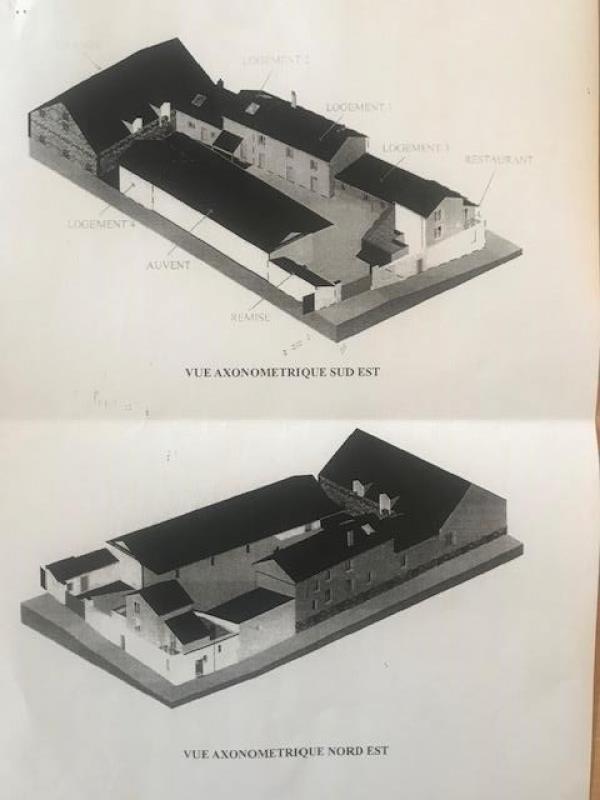 LOGEMENT 2
LOGEMENT 1
LOGEMENT 3
RESTAURANT
LOGEMENT 4
AUVENT
REMISE
VUE AXONOMETRIQUE SUD EST
VUE AXONOMETRIQUE NORD EST